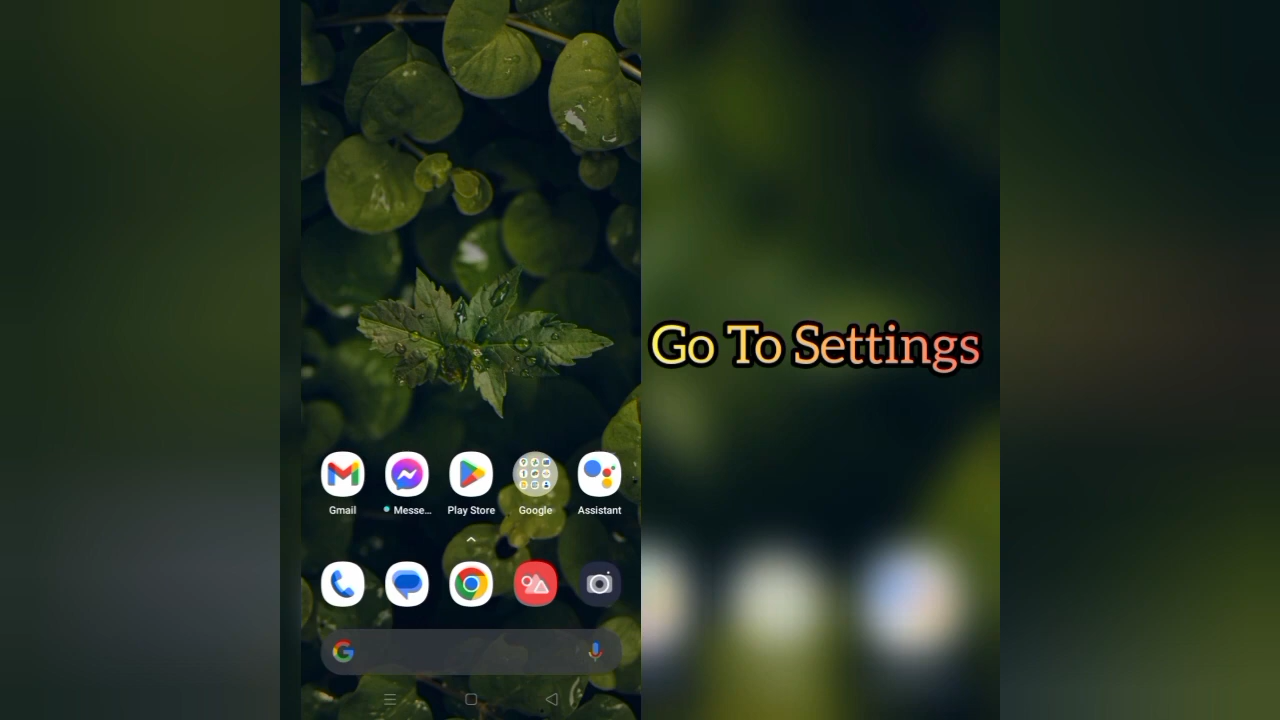 Go To Settings
Gmail
Messe...
Play Store
Google
Assistant